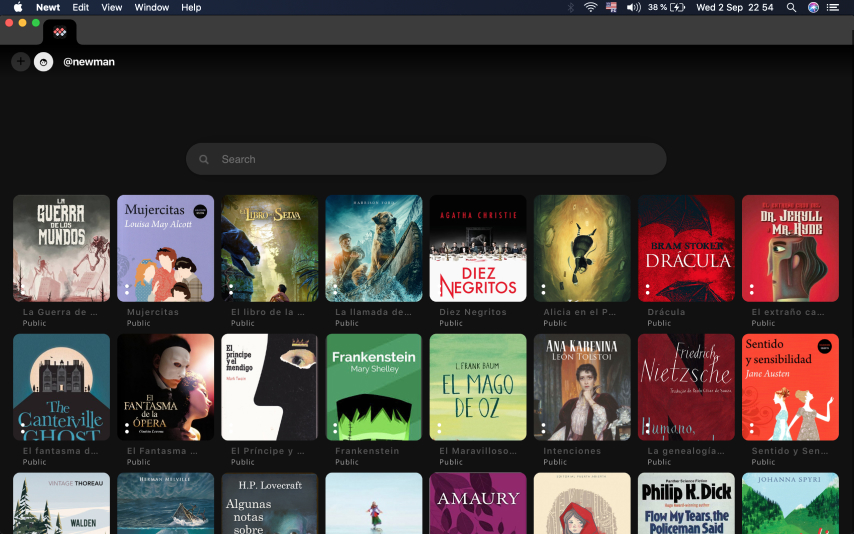 Newt Edit View Window Help
38 % Wed 2 Sep 22 54
@newman
Search
LA GUERRA DE LOS MUNDOS
Mujercitas
Louisa May Alcott
EL LIBRO DE LA SELVA
HARRISON FORD
AGATHA CHRISTIE
DIEZ NEGRITOS
BRAM STOKER
DRÁCULA
DR. JEKYLL
MR. HYDE
La Guerra de ...
Public
Mujercitas
Public
El libro de la ...
Public
La llamada de...
Public
Diez Negritos
Public
Alicia en el P...
Public
Drácula
Public
El extraño ca...
Public
The Canterville GHOST
EL FANTASMA de la ÓPERA
Gastón Leroux
El príncipe y el mendigo
Mark Twain
Frankenstein
Mary Shelley
L. FRANK BAUM
EL MAGO DE OZ
ANA KARENINA
LEÓN TOLSTOI
Friedrich Nietzsche
Humano,
Sentido y sensibilidad
Jane Austen
El fantasma d...
Public
El Fantasma ...
Public
El Príncipe y ...
Public
Frankenstein
Public
El Maravilloso...
Public
Intenciones
Public
La genealogía...
Public
Sentido y Sen...
Public
VINTAGE THOREAU
WALDEN
HERMAN MELVILLE
H.P. Lovecraft
Algunas notas sobre
AMAURY
Panther Science Fiction
Philip K. Dick
Flow My Tears, the Policeman Said
JOHANNA SPYRI